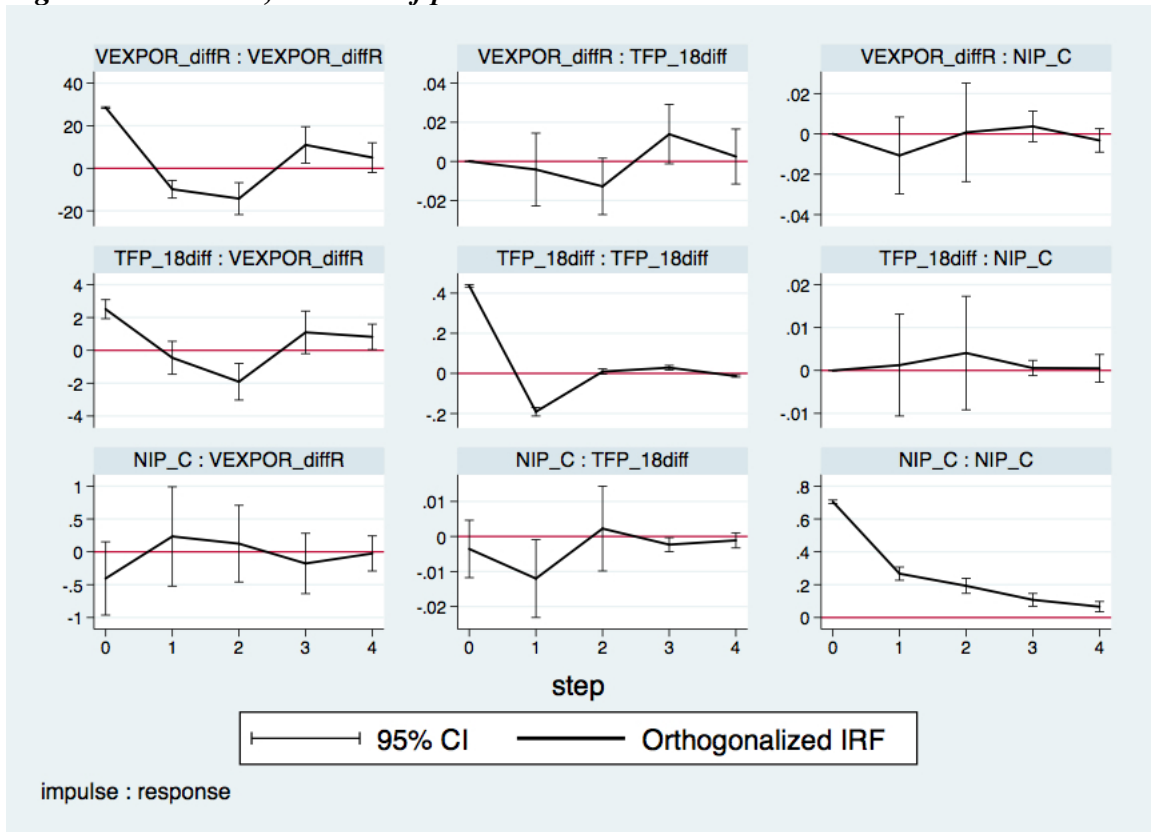 VEXPOR_diffR : VEXPOR_diffR VEXPOR_diffR : TFP_18diff VEXPOR_diffR : NIP_C
40 .04 .02
20 .02 0
0 0 -.02
-20 -.02 -.04
TFP_18diff : VEXPOR_diffR TFP_18diff : TFP_18diff TFP_18diff : NIP_C
4 .4 .02
2 .2 .01
0 0 0
-2 -.2 -.01
-4
NIP_C : VEXPOR_diffR NIP_C : TFP_18diff NIP_C : NIP_C
1 .01 .8
.5 0 .6
0 -.01 .4
-.5 -.02 .2
-1 0
0 1 2 3 4 0 1 2 3 4 0 1 2 3 4
step
95% CI Orthogonalized IRF
impulse : response